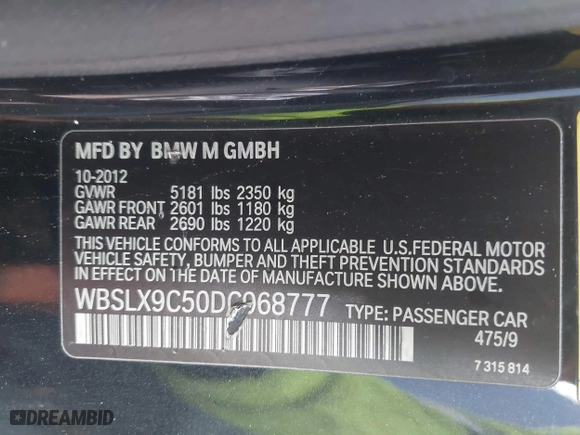 MFD BY BMW M GMBH
10-2012
GVWR 5181 lbs 2350 kg
GAWR FRONT 2601 lbs 1180 kg
GAWR REAR 2690 lbs 1220 kg
THIS VEHICLE CONFORMS TO ALL APPLICABLE U.S.FEDERAL MOTOR
VEHICLE SAFETY, BUMPER AND THEFT PREVENTION STANDARDS
IN EFFECT ON THE DATE OF MANUFACTURE SHOWN ABOVE.
TYPE: PASSENGER CAR
475/9
7 315 814
DREAMBID